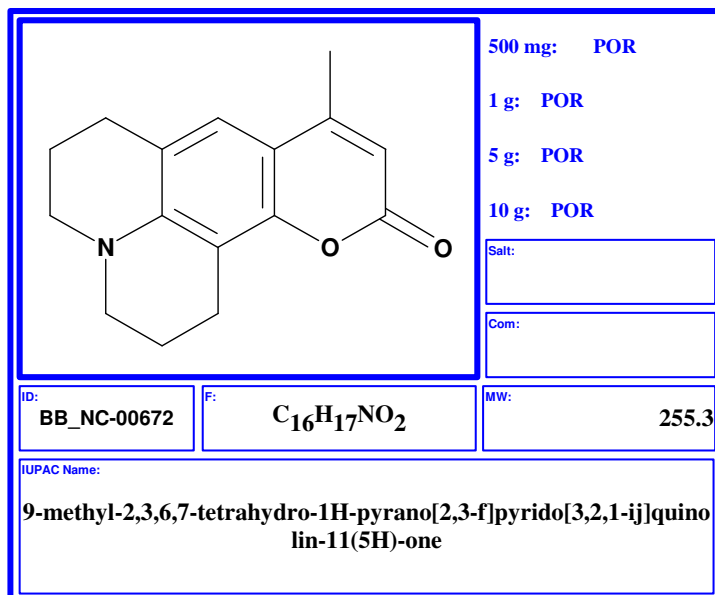 500 mg: POR
1 g: POR
5 g: POR
10 g: POR
N
O
O
Salt:
Com:
ID:
BB_NC-00672
F:
C16H17NO2
MW:
255.3
IUPAC Name:
9-methyl-2,3,6,7-tetrahydro-1H-pyrano[2,3-f]pyrido[3,2,1-ij]quino
lin-11(5H)-one